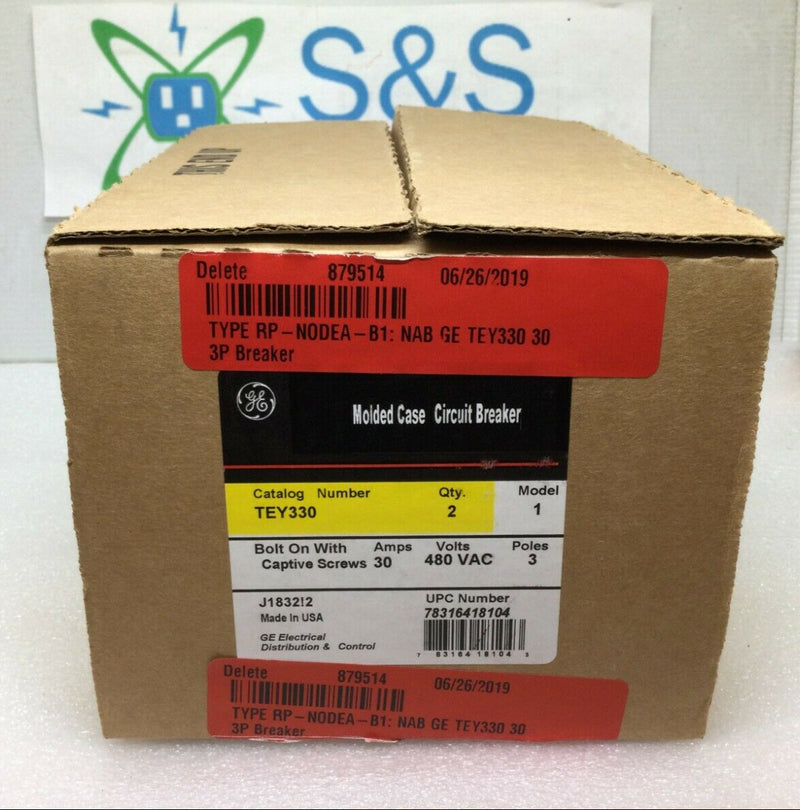 S&S
THIS END UP
Delete 879514 06/26/2019
TYPE RP-NODEA-B1: NAB GE TEY330 30
3P Breaker
GE
Molded Case Circuit Breaker
Catalog Number Qty. Model
TEY330 2 1
Bolt On With Amps Volts Poles
Captive Screws 30 480 VAC 3
J183212 UPC Number
Made In USA 78316418104
GE Electrical
Distribution & Control
7 83164 18104 3
Delete 879514 06/26/2019
TYPE RP-NODEA-B1: NAB GE TEY330 30
3P Breaker